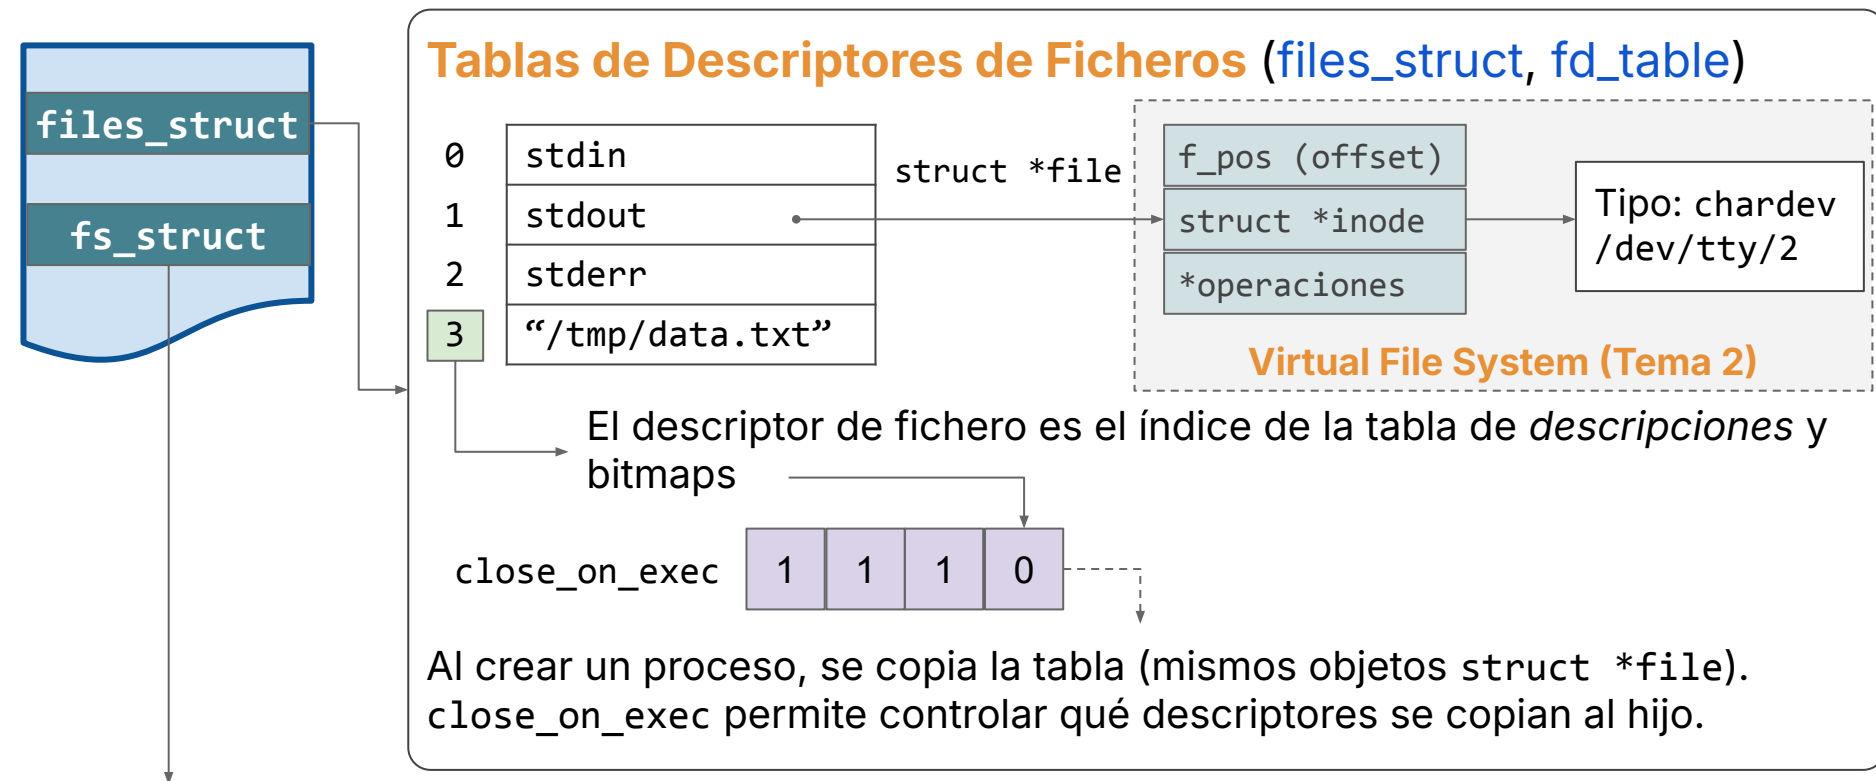 Tablas de Descriptores de Ficheros (files_struct, fd_table)
files_struct
fs_struct
0 stdin
1 stdout
2 stderr
3 “/tmp/data.txt”
struct *file
f_pos (offset)
struct *inode
*operaciones
Tipo: chardev
/dev/tty/2
Virtual File System (Tema 2)
El descriptor de fichero es el índice de la tabla de descripciones y
bitmaps
close_on_exec 1 1 1 0
Al crear un proceso, se copia la tabla (mismos objetos struct *file).
close_on_exec permite controlar qué descriptores se copian al hijo.